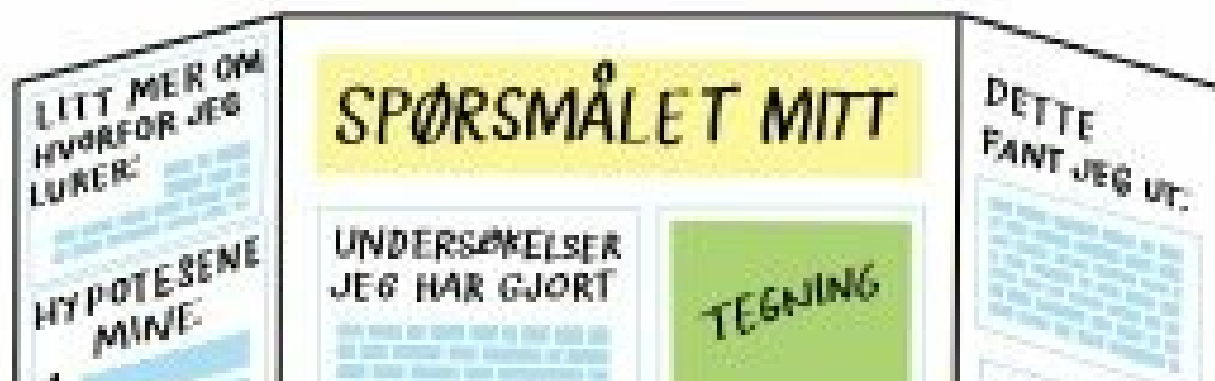 LITT MER OM
HVORFOR JEG
LURER:
HYPOTESENE
MINE:
SPØRSMÅLET MITT
UNDERSØKELSER
JEG HAR GJORT
TEGNING
DETTE
FANT JEG UT: